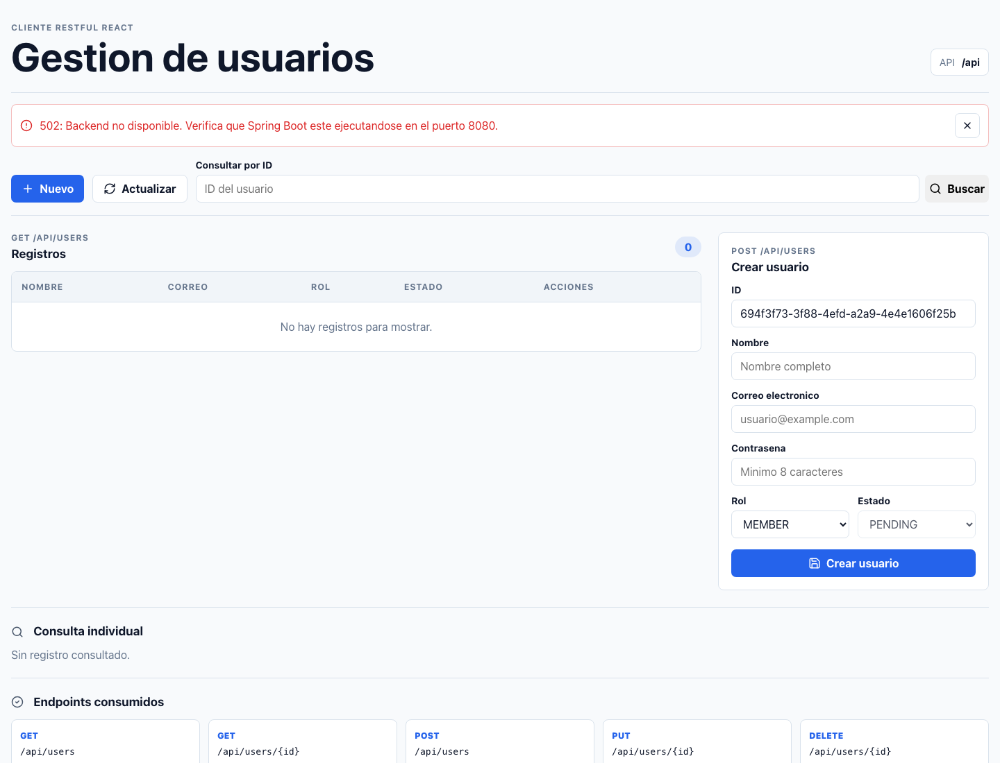 CLIENTE RESTFUL REACT
Gestion de usuarios
API /api
502: Backend no disponible. Verifica que Spring Boot este ejecutandose en el puerto 8080.
Consultar por ID
Nuevo
Actualizar
ID del usuario
Buscar
GET /API/USERS
Registros
0
NOMBRE CORREO ROL ESTADO ACCIONES
No hay registros para mostrar.
POST /API/USERS
Crear usuario
ID
694f3f73-3f88-4efd-a2a9-4e4e1606f25b
Nombre
Nombre completo
Correo electronico
usuario@example.com
Contrasena
Minimo 8 caracteres
Rol Estado
MEMBER PENDING
Crear usuario
Consulta individual
Sin registro consultado.
Endpoints consumidos
GET
/api/users
GET
/api/users/{id}
POST
/api/users
PUT
/api/users/{id}
DELETE
/api/users/{id}